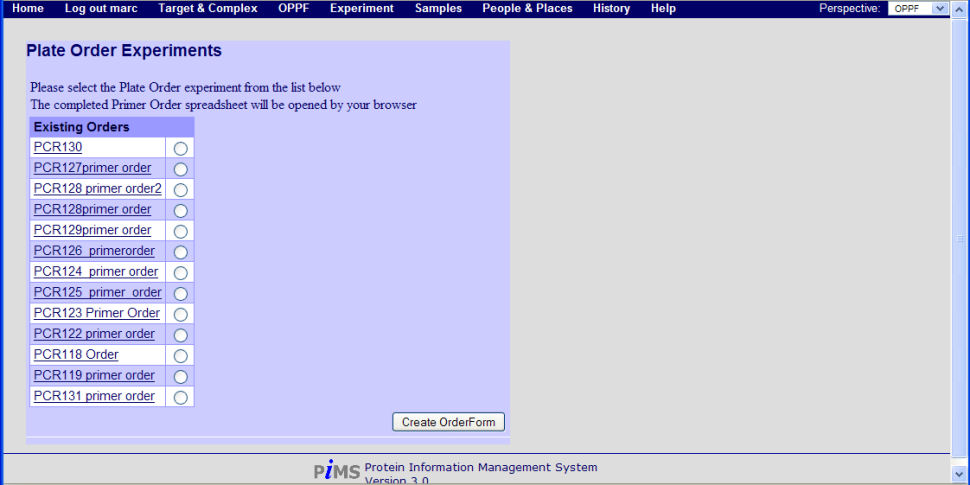 Home Log out marc Target & Complex OPPF Experiment Samples People & Places History Help Perspective: OPPF
Plate Order Experiments
Please select the Plate Order experiment from the list below
The completed Primer Order spreadsheet will be opened by your browser
Existing Orders
PCR130
PCR127primer order
PCR128 primer order2
PCR128primer order
PCR129primer order
PCR126_primerorder
PCR124_primer order
PCR125_primer_order
PCR123 Primer Order
PCR122 primer order
PCR118 Order
PCR119 primer order
PCR131 primer order
Create OrderForm
PiMS Protein Information Management System
Version 3.0